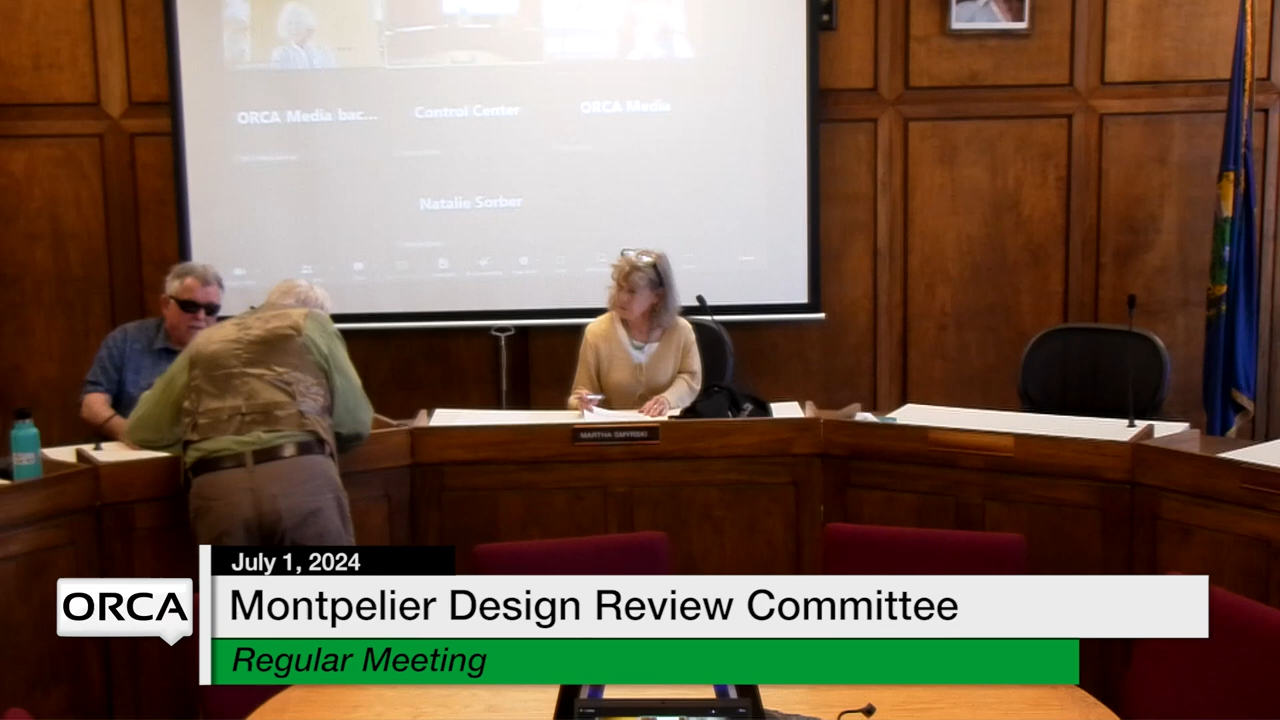 ORCA Media bac...
Control Center
ORCA Media
Natalie Sorber
MARTHA SMYRSKI
July 1, 2024
ORCA
Montpelier Design Review Committee
Regular Meeting